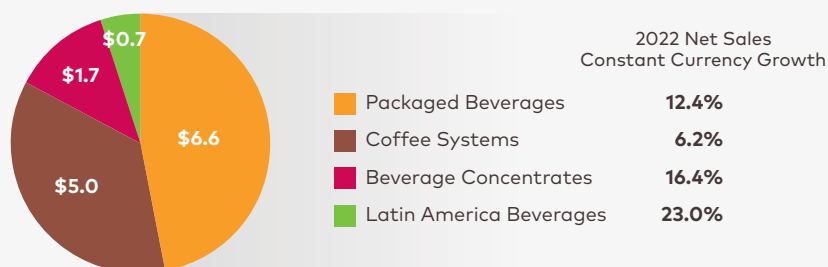 $0.7
$1.7
$6.6
$5.0
2022 Net Sales
Constant Currency Growth
Packaged Beverages 12.4%
Coffee Systems 6.2%
Beverage Concentrates 16.4%
Latin America Beverages 23.0%